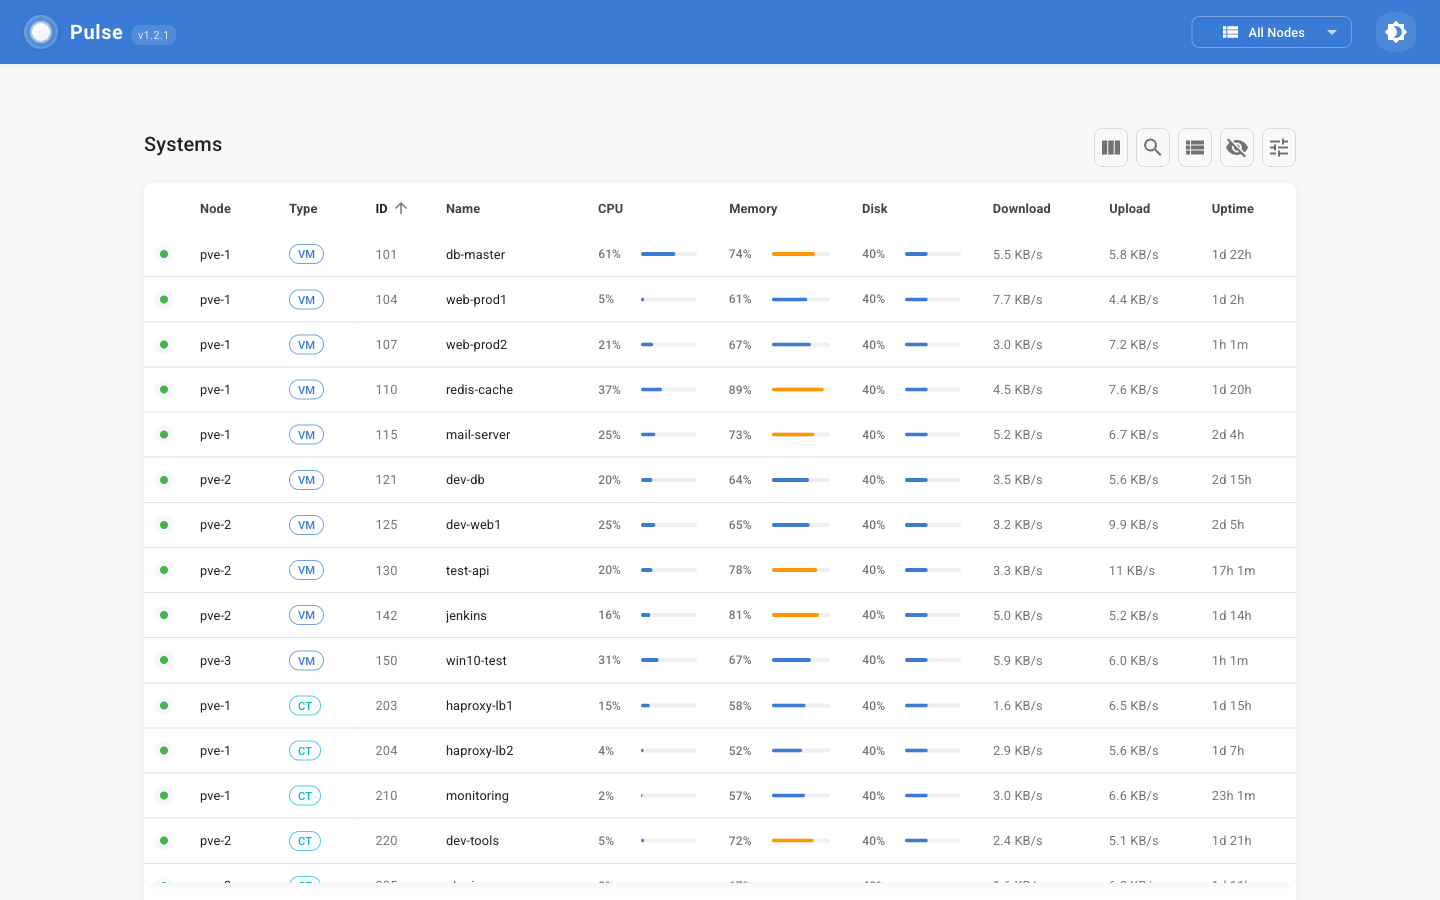 Pulse v1.2.1 All Nodes
Systems
Node Type ID Name CPU Memory Disk Download Upload Uptime
pve-1 VM 101 db-master 61% 74% 40% 5.5 KB/s 5.8 KB/s 1d 22h
pve-1 VM 104 web-prod1 5% 61% 40% 7.7 KB/s 4.4 KB/s 1d 2h
pve-1 VM 107 web-prod2 21% 67% 40% 3.0 KB/s 7.2 KB/s 1h 1m
pve-1 VM 110 redis-cache 37% 89% 40% 4.5 KB/s 7.6 KB/s 1d 20h
pve-1 VM 115 mail-server 25% 73% 40% 5.2 KB/s 6.7 KB/s 2d 4h
pve-2 VM 121 dev-db 20% 64% 40% 3.5 KB/s 5.6 KB/s 2d 15h
pve-2 VM 125 dev-web1 25% 65% 40% 3.2 KB/s 9.9 KB/s 2d 5h
pve-2 VM 130 test-api 20% 78% 40% 3.3 KB/s 11 KB/s 17h 1m
pve-2 VM 142 jenkins 16% 81% 40% 5.0 KB/s 5.2 KB/s 1d 14h
pve-3 VM 150 win10-test 31% 67% 40% 5.9 KB/s 6.0 KB/s 1h 1m
pve-1 CT 203 haproxy-lb1 15% 58% 40% 1.6 KB/s 6.5 KB/s 1d 15h
pve-1 CT 204 haproxy-lb2 4% 52% 40% 2.9 KB/s 5.6 KB/s 1d 7h
pve-1 CT 210 monitoring 2% 57% 40% 3.0 KB/s 6.6 KB/s 23h 1m
pve-2 CT 220 dev-tools 5% 72% 40% 2.4 KB/s 5.1 KB/s 1d 21h